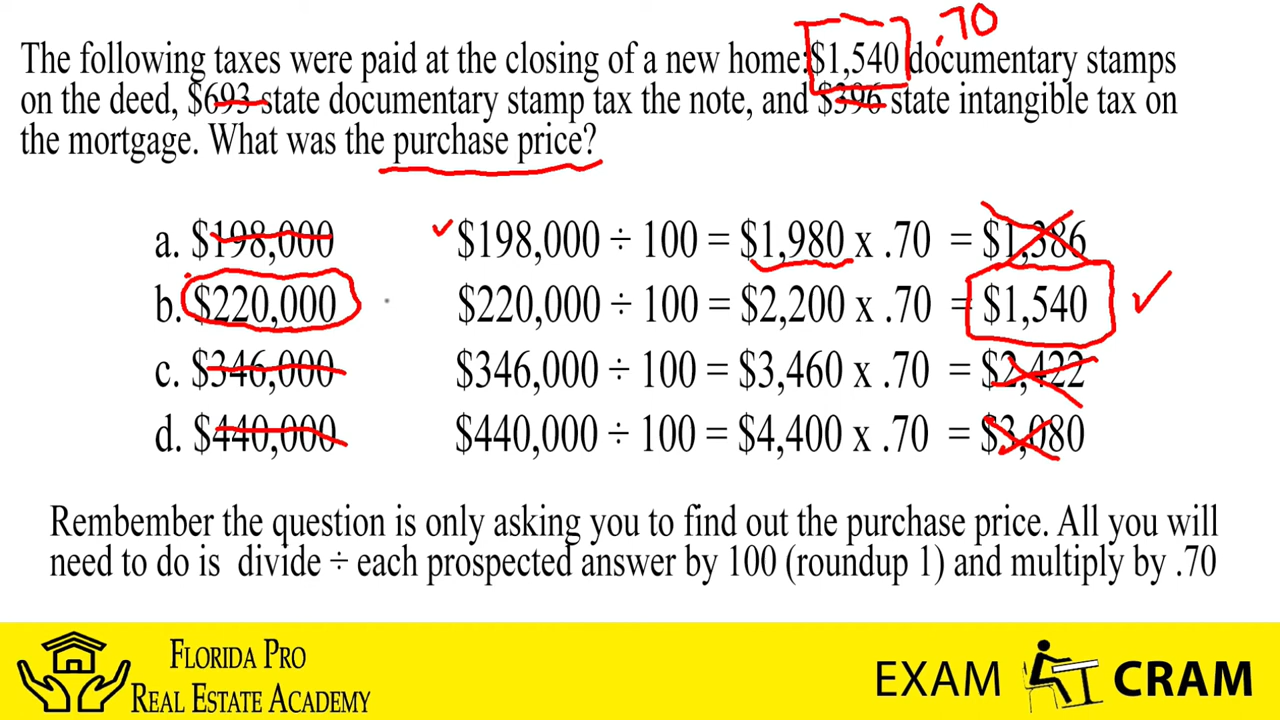 .70
The following taxes were paid at the closing of a new home: $1,540 documentary stamps
on the deed, $693 state documentary stamp tax the note, and $396 state intangible tax on
the mortgage. What was the purchase price?
a. $198,000 $198,000 ÷ 100 = $1,980 x .70 = $1,386
b. $220,000 $220,000 ÷ 100 = $2,200 x .70 = $1,540
c. $346,000 $346,000 ÷ 100 = $3,460 x .70 = $2,422
d. $440,000 $440,000 ÷ 100 = $4,400 x .70 = $3,080
Rembember the question is only asking you to find out the purchase price. All you will
need to do is divide ÷ each prospected answer by 100 (roundup 1) and multiply by .70
FLORIDA PRO
REAL ESTATE ACADEMY
EXAM CRAM